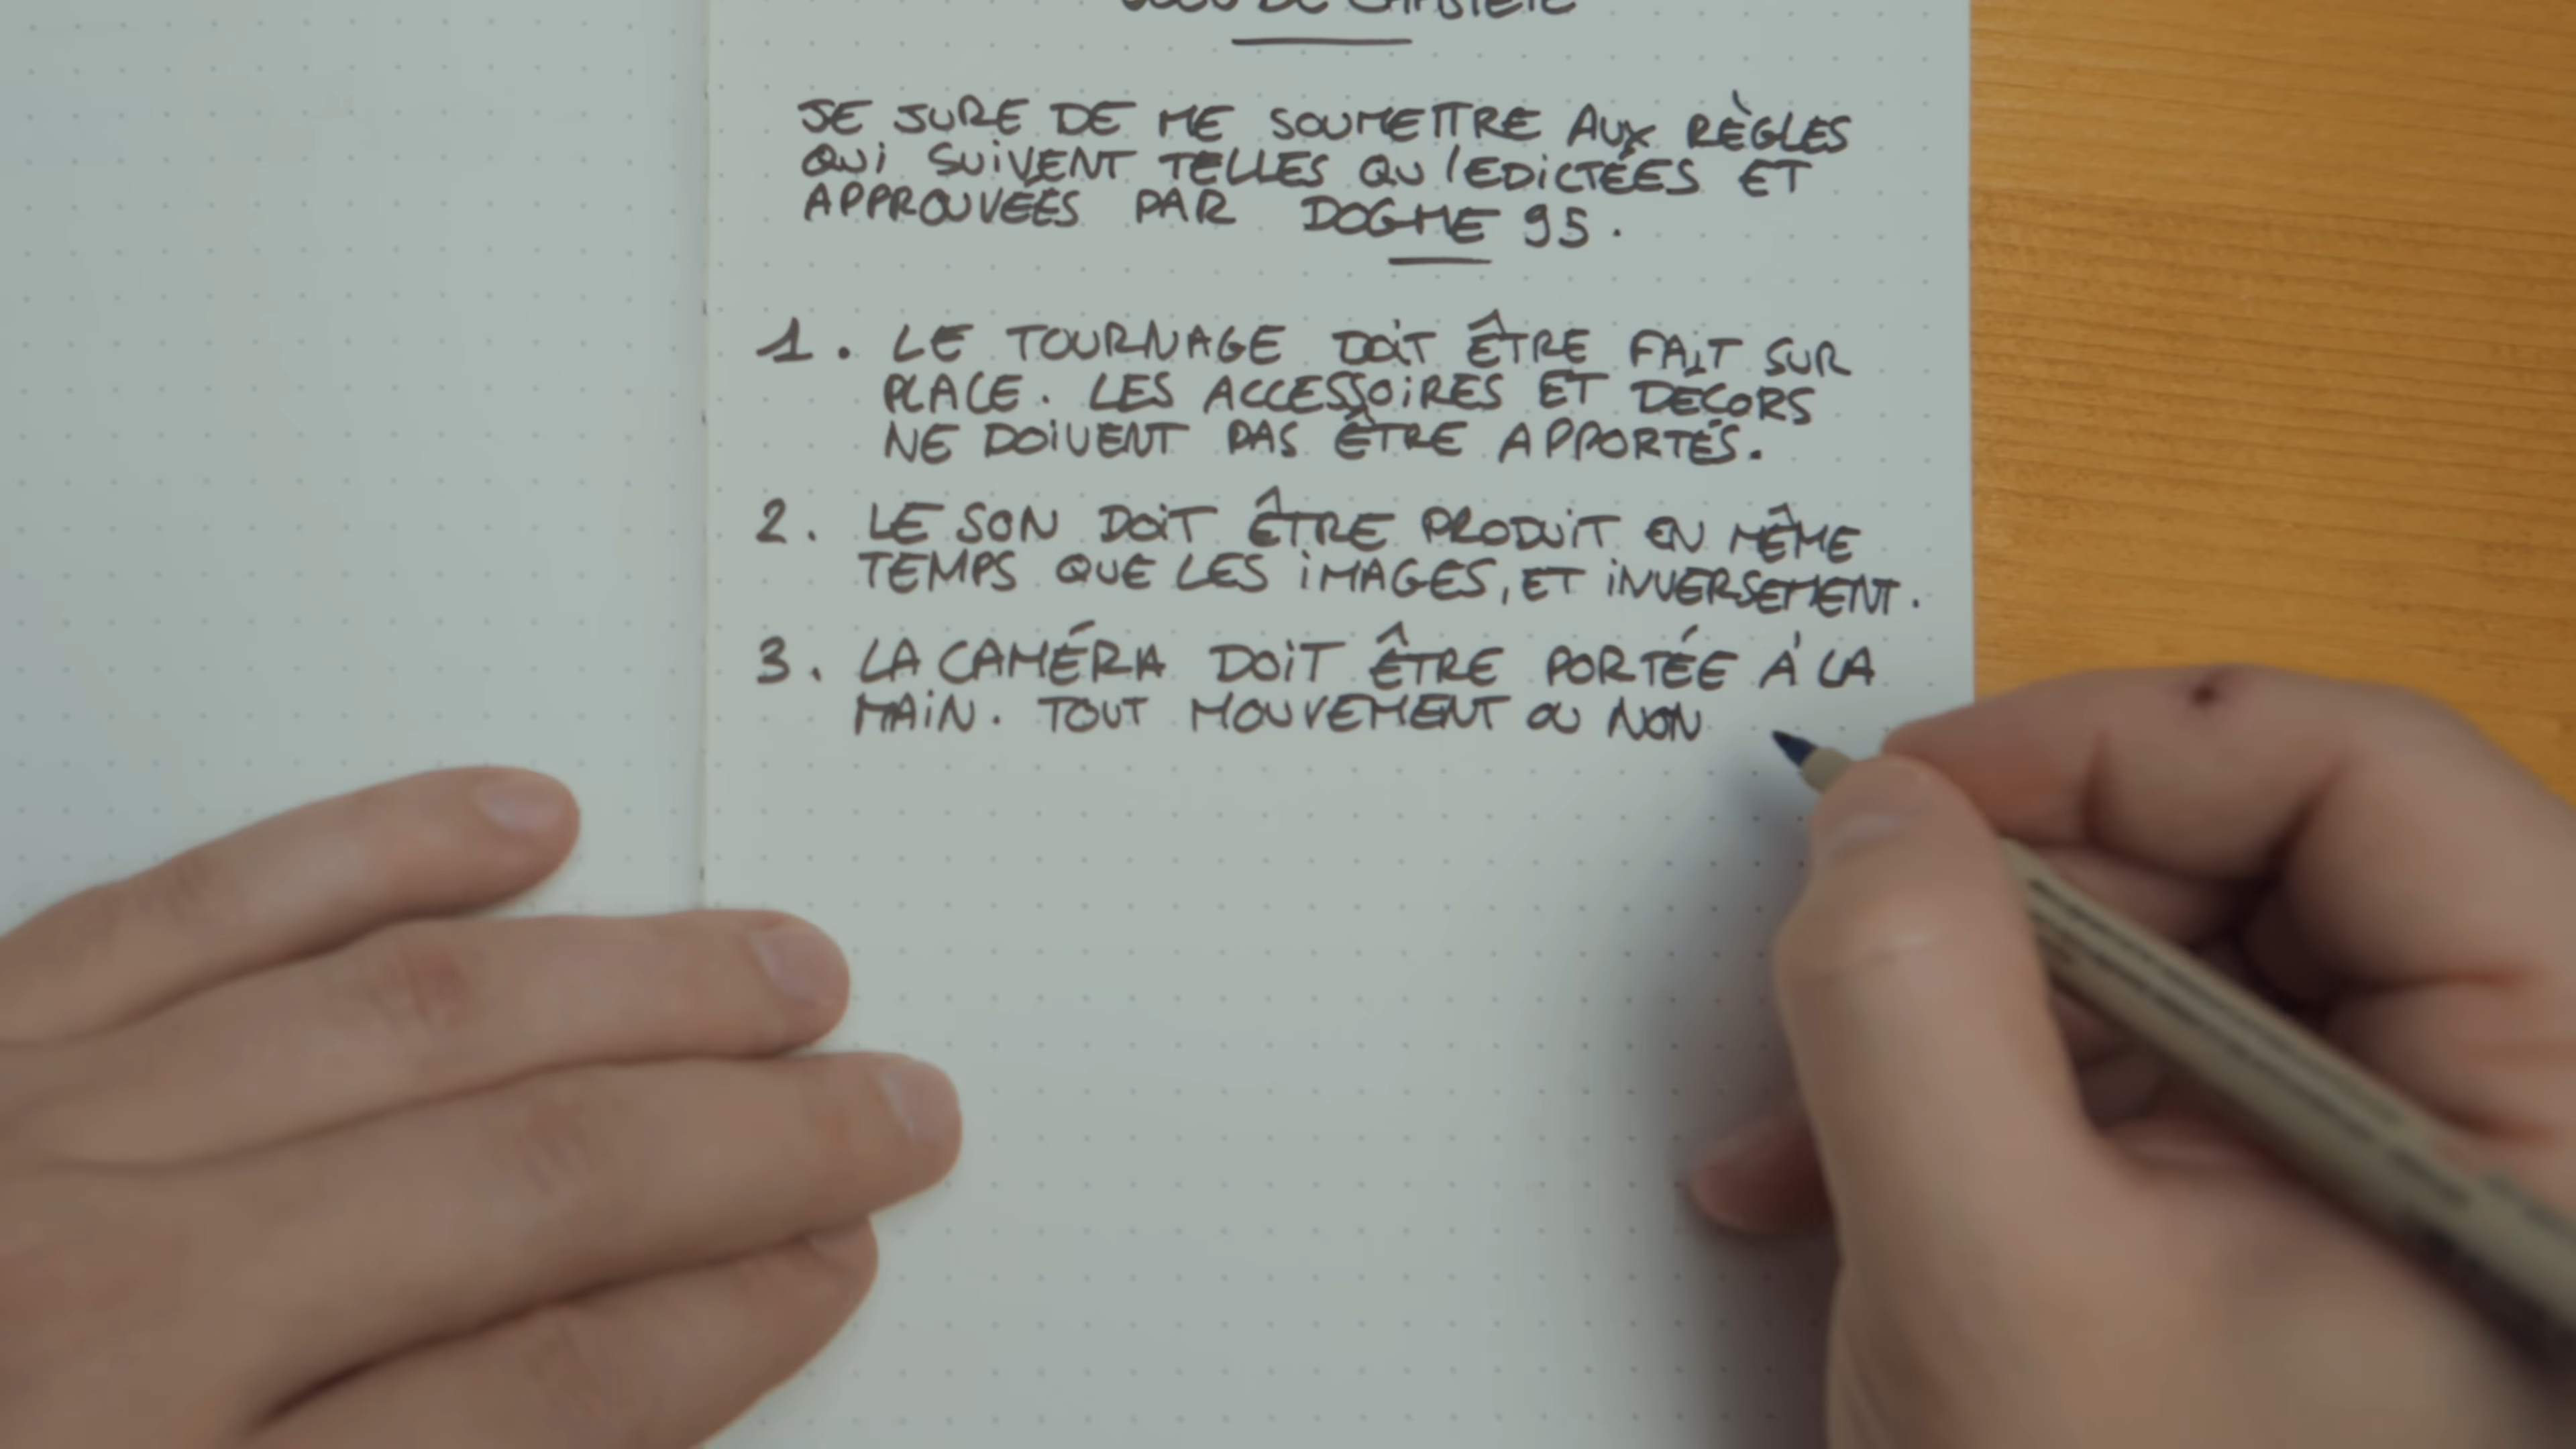 VŒU DE CHASTETÉ
JE JURE DE ME SOUMETTRE AUX RÈGLES
QUi SUiVENT TELLES QU'EDiCTÉES ET
APPROUVÉES PAR DOGME 95.
1. LE TOURNAGE DOiT ÊTRE FAiT SUR
PLACE. LES ACCESSOiRES ET DECORS
NE DOiVENT PAS ÊTRE APPORTÉS.
2. LE SON DOiT ÊTRE PRODUiT EN MÊME
TEMPS QUE LES iMAGES, ET iNVERSEMENT.
3. LA CAMÉRA DOiT ÊTRE PORTÉE À LA
MAiN. TOUT MOUVEMENT OU NON